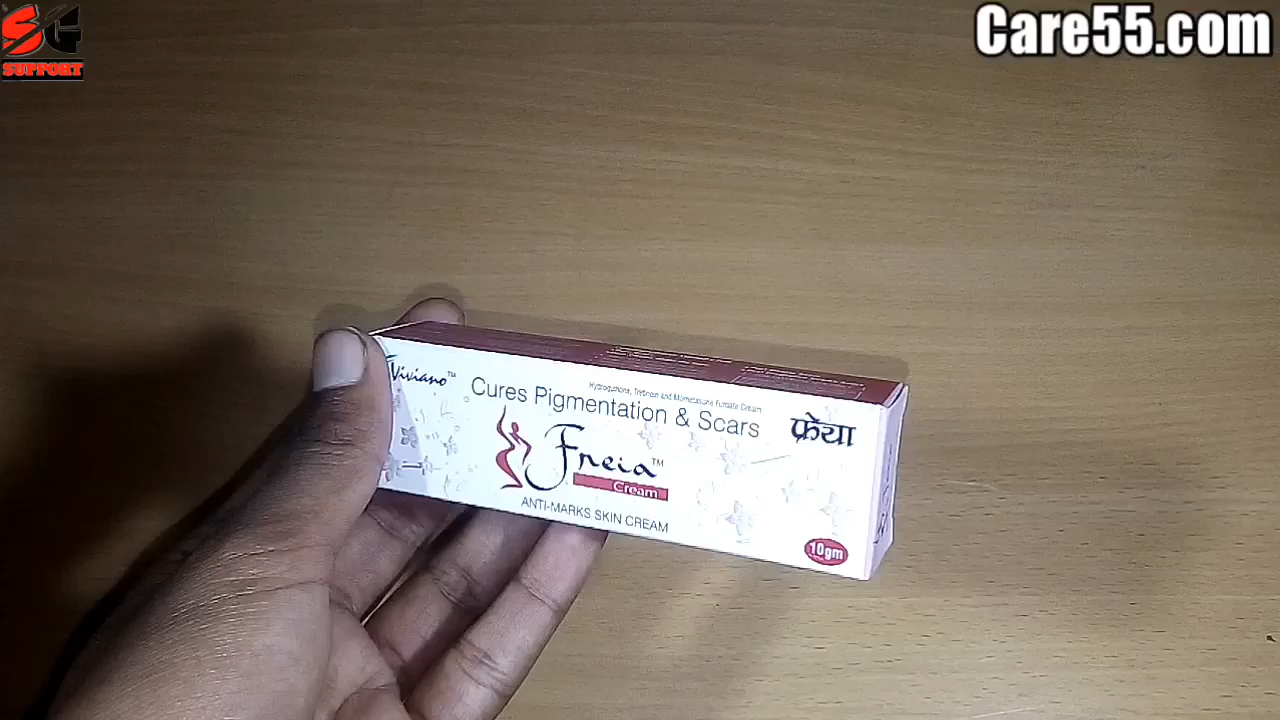 SG
SUPPORT
Care55.com
Viviano™
Hydroquinone, Tretinoin and Mometasone Furoate Cream
Cures Pigmentation & Scars
फ्रेया
Freia™
Cream
ANTI-MARKS SKIN CREAM
10gm